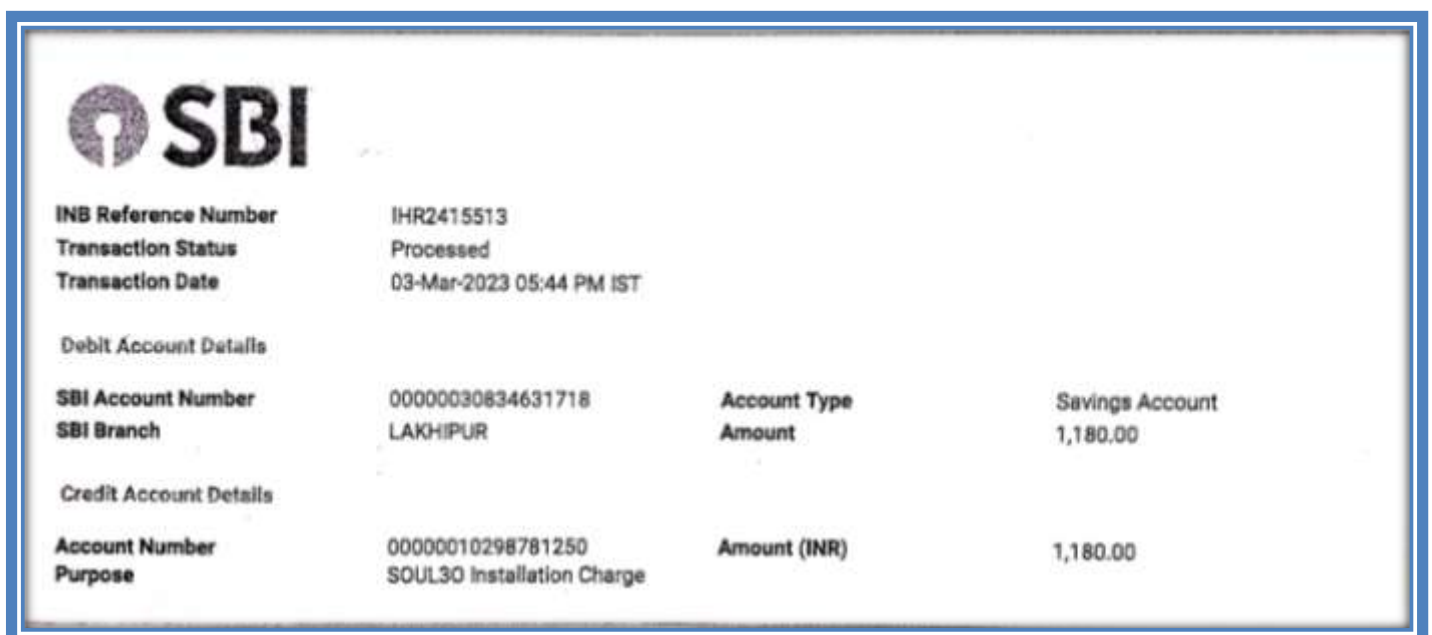 SBI
INB Reference Number IHR2415513
Transaction Status Processed
Transaction Date 03-Mar-2023 05:44 PM IST
Debit Account Details
SBI Account Number 00000030834631718 Account Type Savings Account
SBI Branch LAKHIPUR Amount 1,180.00
Credit Account Details
Account Number 00000010298781250 Amount (INR) 1,180.00
Purpose SOUL3O Installation Charge